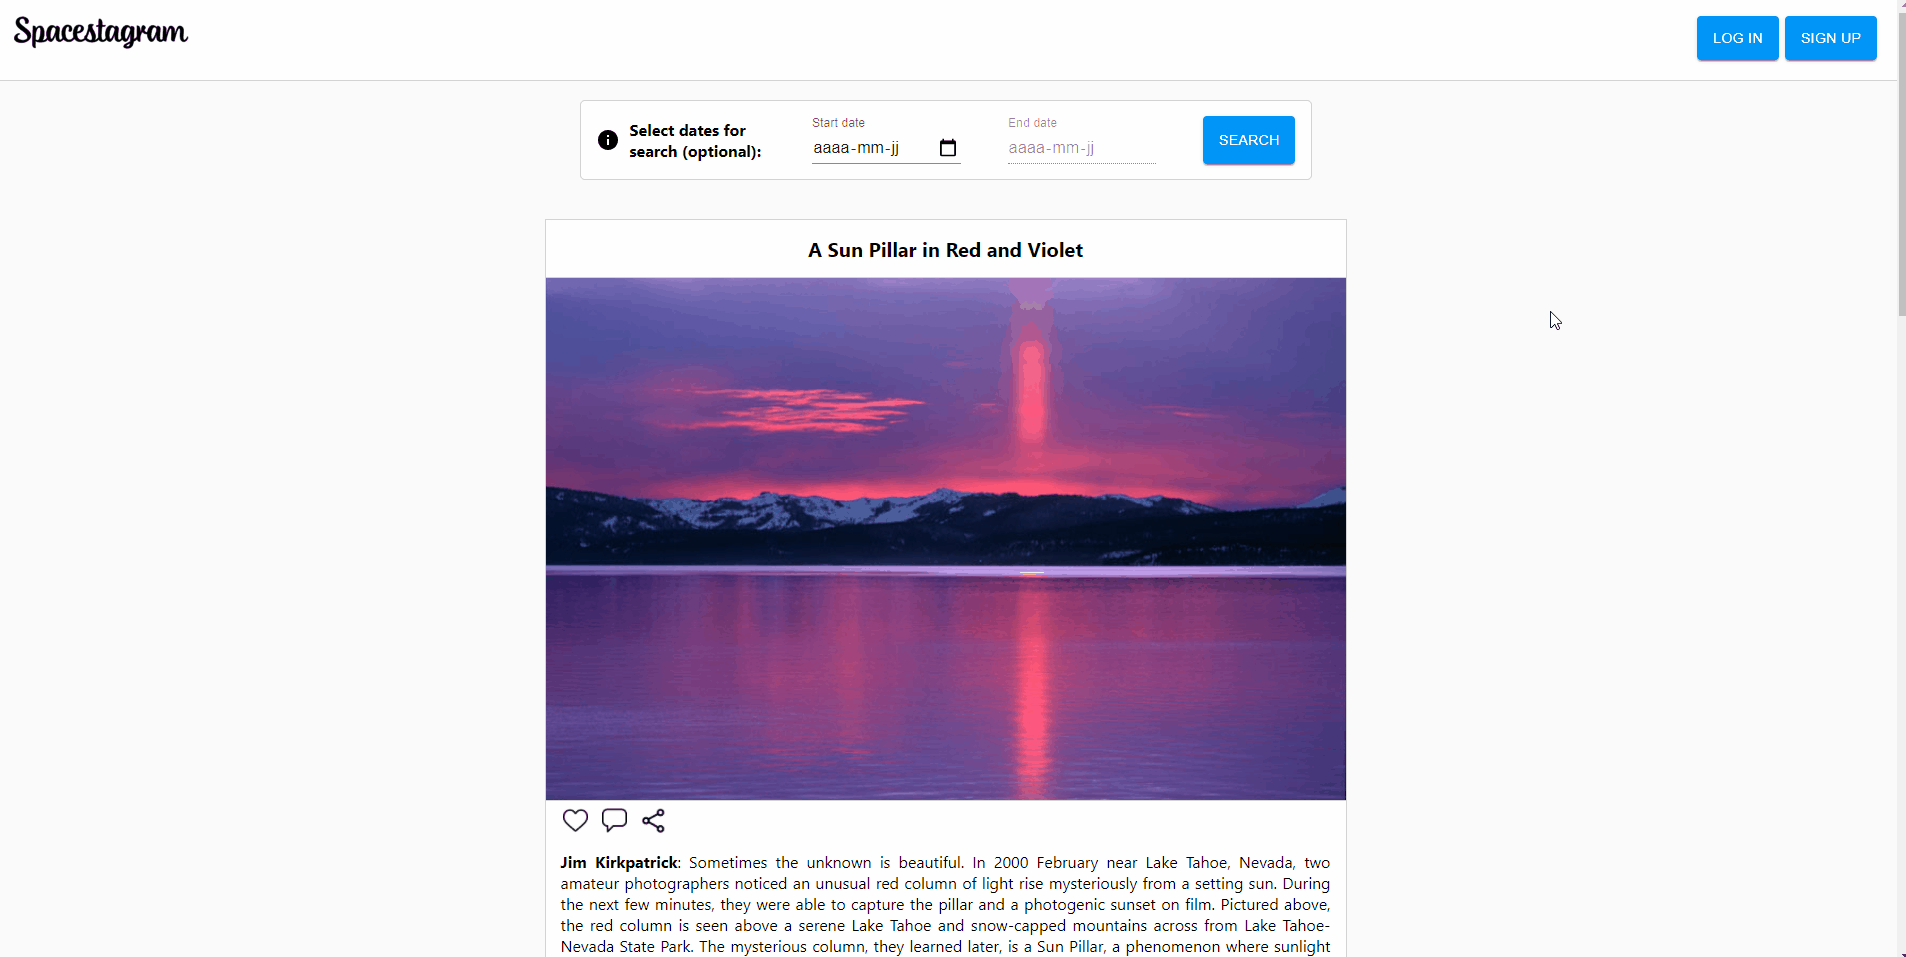 Spacestagram
LOG IN
SIGN UP
Select dates for
search (optional):
Start date
aaaa-mm-jj
End date
aaaa-mm-jj
SEARCH
A Sun Pillar in Red and Violet
Jim Kirkpatrick: Sometimes the unknown is beautiful. In 2000 February near Lake Tahoe, Nevada, two
amateur photographers noticed an unusual red column of light rise mysteriously from a setting sun. During
the next few minutes, they were able to capture the pillar and a photogenic sunset on film. Pictured above,
the red column is seen above a serene Lake Tahoe and snow-capped mountains across from Lake Tahoe-
Nevada State Park. The mysterious column, they learned later, is a Sun Pillar, a phenomenon where sunlight